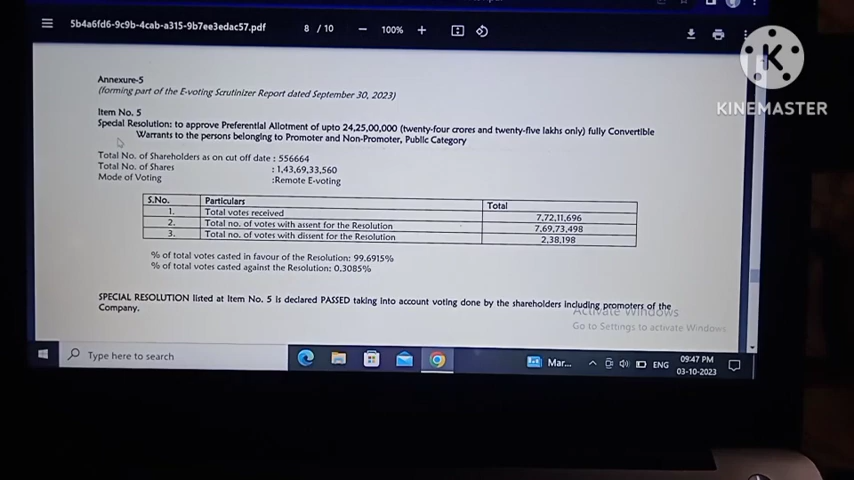 5b4a6fd6-9c9b-4cab-a315-9b7ee3edac57.pdf 8 / 10 100%
KINEMASTER
Annexure-5
(forming part of the E-voting Scrutinizer Report dated September 30, 2023)
Item No. 5
Special Resolution: to approve Preferential Allotment of upto 24,25,00,000 (twenty-four crores and twenty-five lakhs only) fully Convertible
Warrants to the persons belonging to Promoter and Non-Promoter, Public Category
Total No. of Shareholders as on cut off date : 556664
Total No. of Shares : 1,43,69,33,560
Mode of Voting :Remote E-voting
S.No. Particulars Total
1. Total votes received 7,72,11,696
2. Total no. of votes with assent for the Resolution 7,69,73,498
3. Total no. of votes with dissent for the Resolution 2,38,198
% of total votes casted in favour of the Resolution: 99.6915%
% of total votes casted against the Resolution: 0.3085%
SPECIAL RESOLUTION listed at Item No. 5 is declared PASSED taking into account voting done by the shareholders including promoters of the
Company.
Activate Windows
Go to Settings to activate Windows
Type here to search Mar... ENG 09:47 PM
03-10-2023